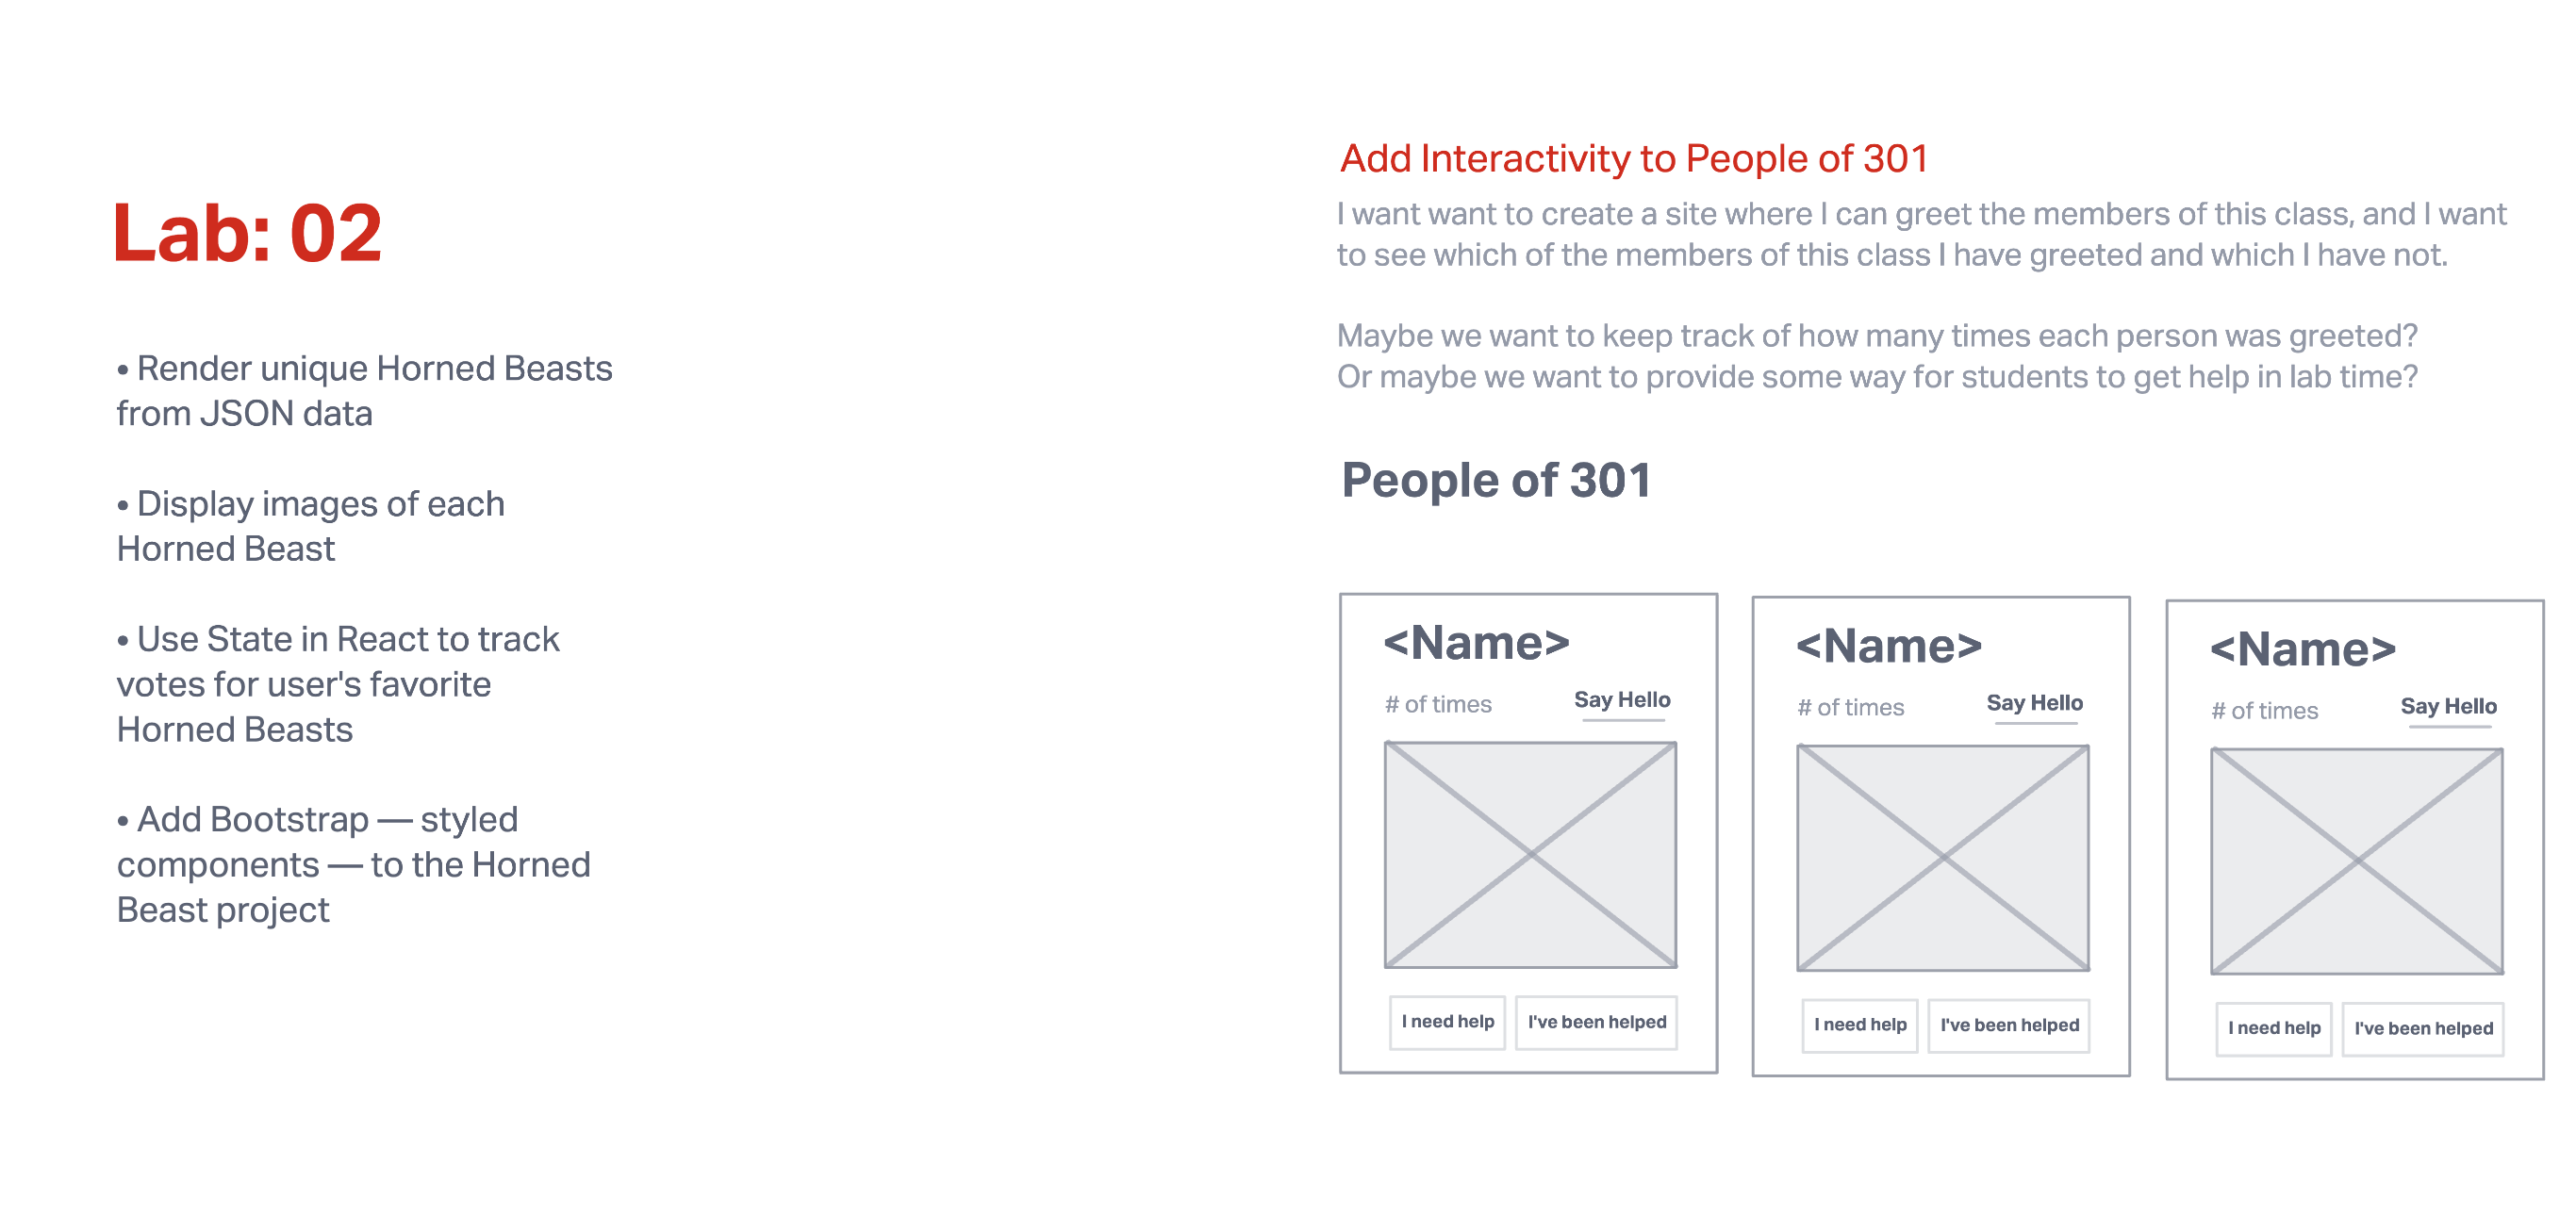 Lab: 02
• Render unique Horned Beasts
from JSON data
• Display images of each
Horned Beast
• Use State in React to track
votes for user's favorite
Horned Beasts
• Add Bootstrap — styled
components — to the Horned
Beast project
Add Interactivity to People of 301
I want want to create a site where I can greet the members of this class, and I want
to see which of the members of this class I have greeted and which I have not.
Maybe we want to keep track of how many times each person was greeted?
Or maybe we want to provide some way for students to get help in lab time?
People of 301
<Name>
# of times
Say Hello
I need help
I've been helped
<Name>
# of times
Say Hello
I need help
I've been helped
<Name>
# of times
Say Hello
I need help
I've been helped